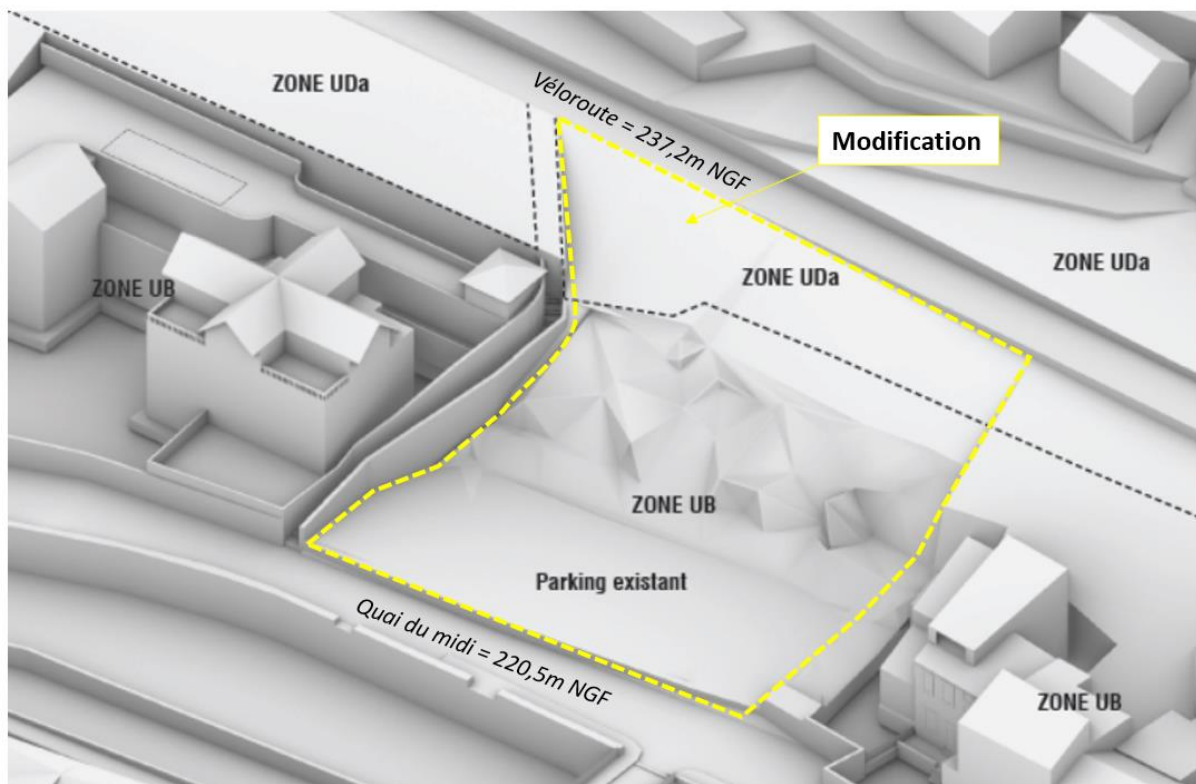 ZONE UDa
Véloroute = 237,2m NGF
Modification
ZONE UDa
ZONE UDa
ZONE UB
ZONE UB
Parking existant
Quai du midi = 220,5m NGF
ZONE UB